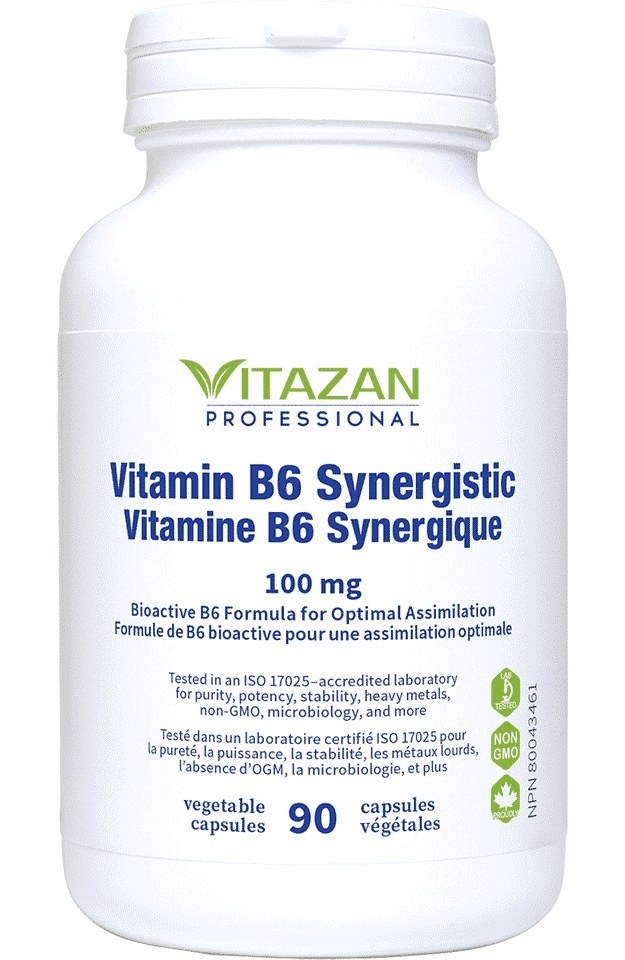 VITAZAN
PROFESSIONAL
Vitamin B6 Synergistic
Vitamine B6 Synergique
100 mg
Bioactive B6 Formula for Optimal Assimilation
Formule de B6 bioactive pour une assimilation optimale
Tested in an ISO 17025–accredited laboratory
for purity, potency, stability, heavy metals,
non-GMO, microbiology, and more
Testé dans un laboratoire certifié ISO 17025 pour
la pureté, la puissance, la stabilité, les métaux lourds,
l’absence d’OGM, la microbiologie, et plus
vegetable
capsules
90
capsules
végétales
LAB
TESTED
NON
GMO
PROUDLY
NPN 80043461